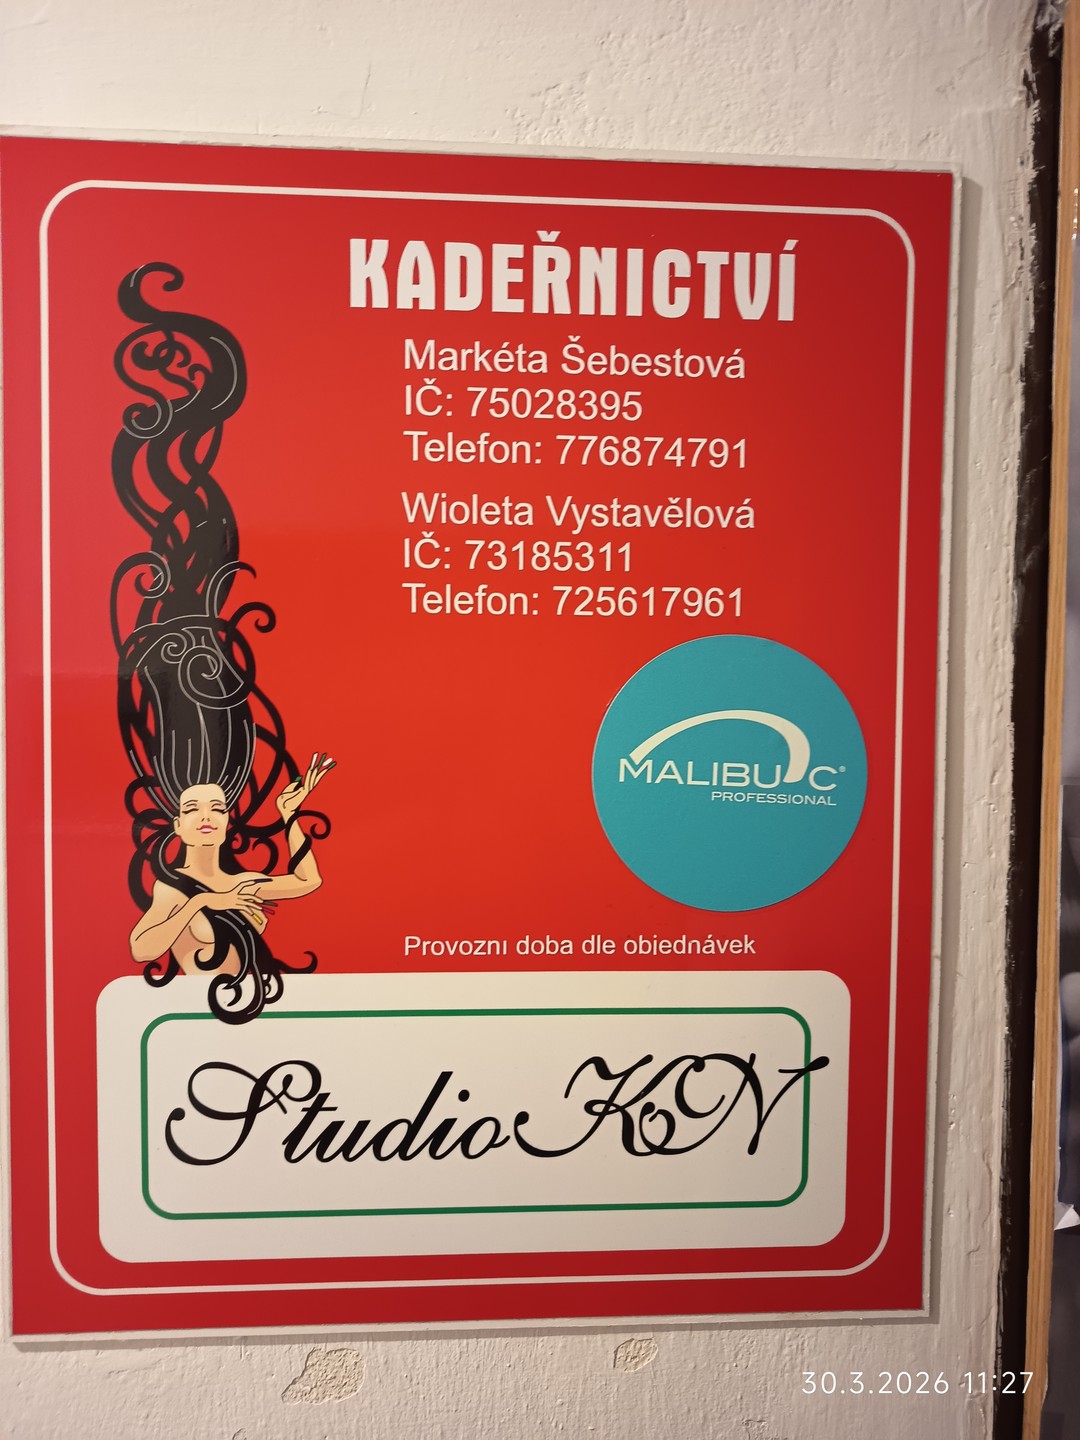 KADEŘNICTVÍ
Markéta Šebestová
IČ: 75028395
Telefon: 776874791
Wioleta Vystavělová
IČ: 73185311
Telefon: 725617961
MALIBU C®
PROFESSIONAL
Provozní doba dle objednávek
Studio KN
30.3.2026 11:27